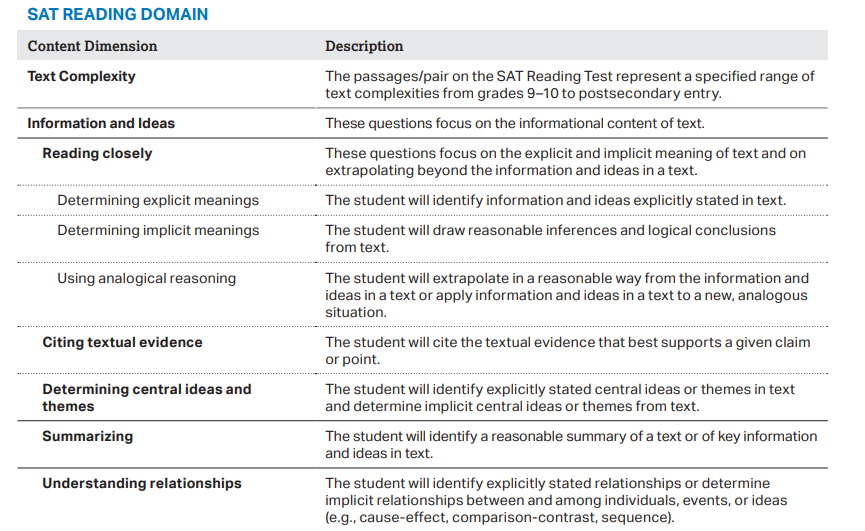 SAT READING DOMAIN
Content Dimension Description
Text Complexity The passages/pair on the SAT Reading Test represent a specified range of
text complexities from grades 9–10 to postsecondary entry.
Information and Ideas These questions focus on the informational content of text.
Reading closely These questions focus on the explicit and implicit meaning of text and on
extrapolating beyond the information and ideas in a text.
Determining explicit meanings The student will identify information and ideas explicitly stated in text.
Determining implicit meanings The student will draw reasonable inferences and logical conclusions
from text.
Using analogical reasoning The student will extrapolate in a reasonable way from the information and
ideas in a text or apply information and ideas in a text to a new, analogous
situation.
Citing textual evidence The student will cite the textual evidence that best supports a given claim
or point.
Determining central ideas and The student will identify explicitly stated central ideas or themes in text
themes and determine implicit central ideas or themes from text.
Summarizing The student will identify a reasonable summary of a text or of key information
and ideas in text.
Understanding relationships The student will identify explicitly stated relationships or determine
implicit relationships between and among individuals, events, or ideas
(e.g., cause-effect, comparison-contrast, sequence).